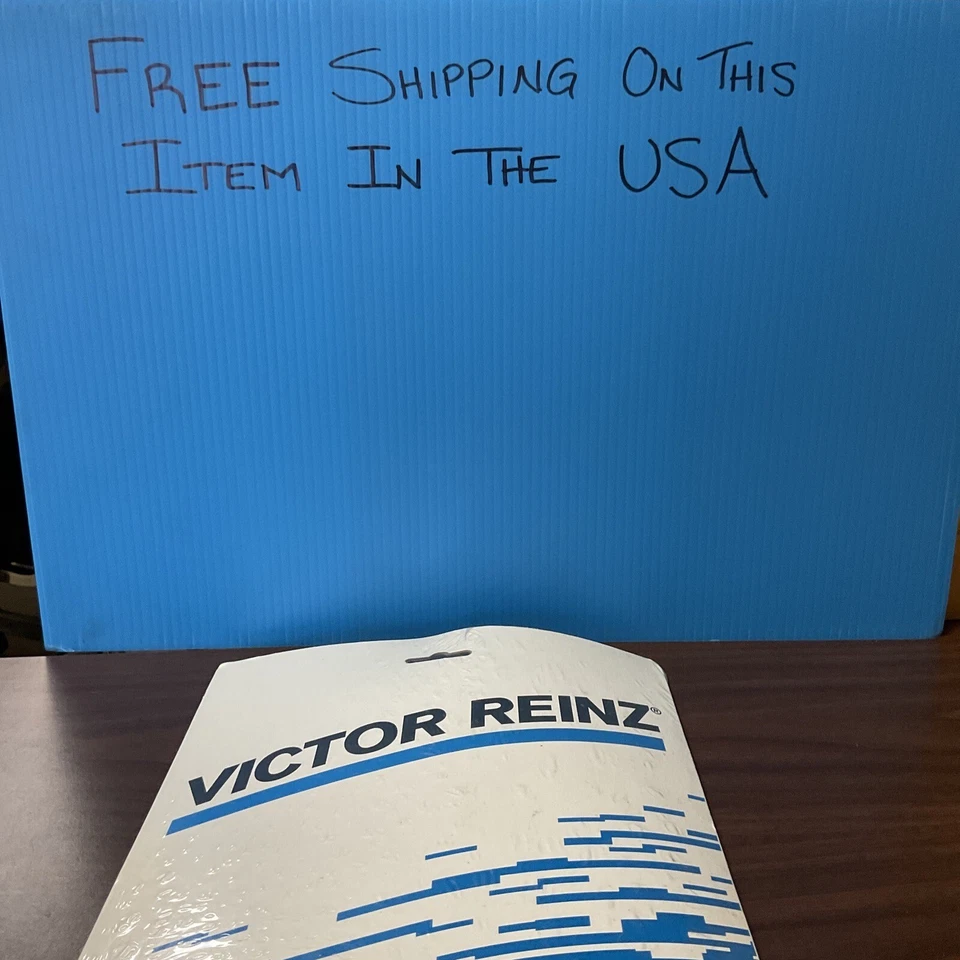 FREE SHIPPING ON THIS
ITEM IN THE USA
VICTOR REINZ®